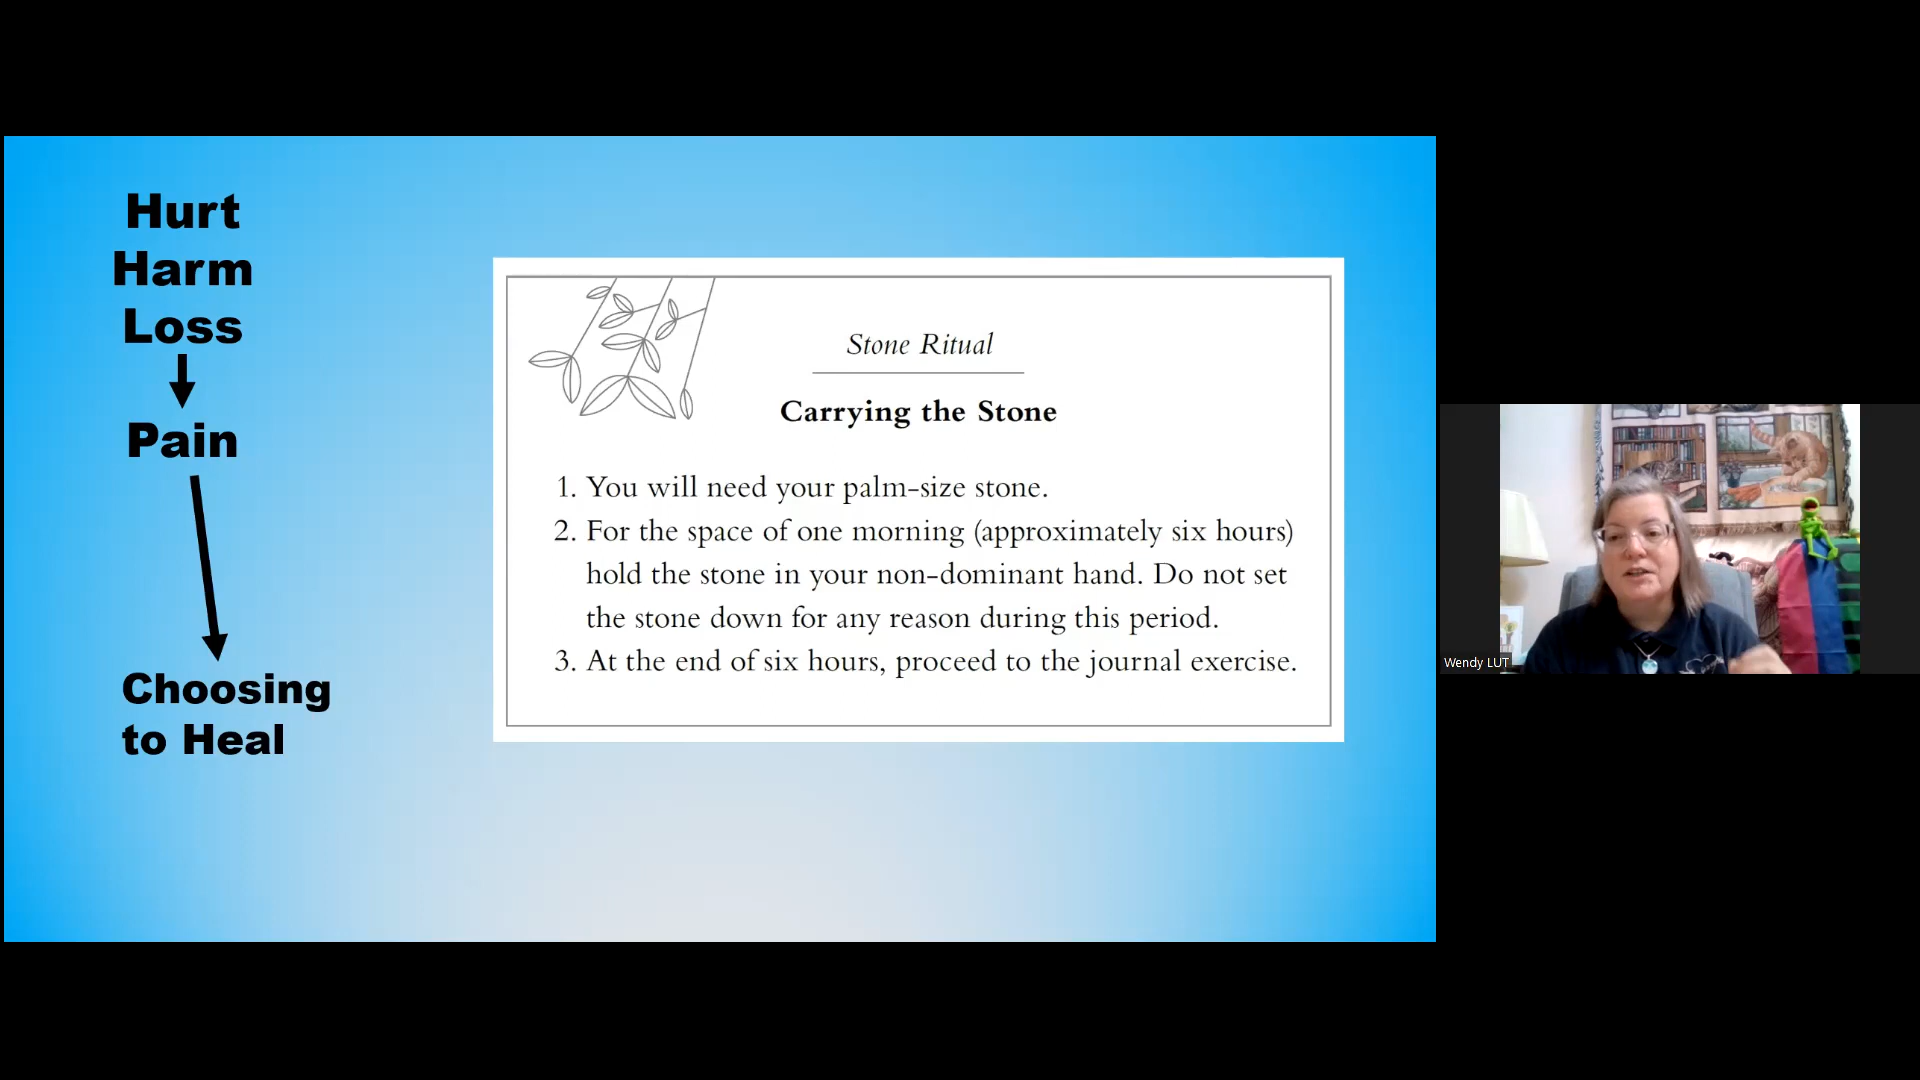 Hurt
Harm
Loss
Pain
Choosing
to Heal
Stone Ritual
Carrying the Stone
1. You will need your palm-size stone.
2. For the space of one morning (approximately six hours)
hold the stone in your non-dominant hand. Do not set
the stone down for any reason during this period.
3. At the end of six hours, proceed to the journal exercise.
Wendy LUT